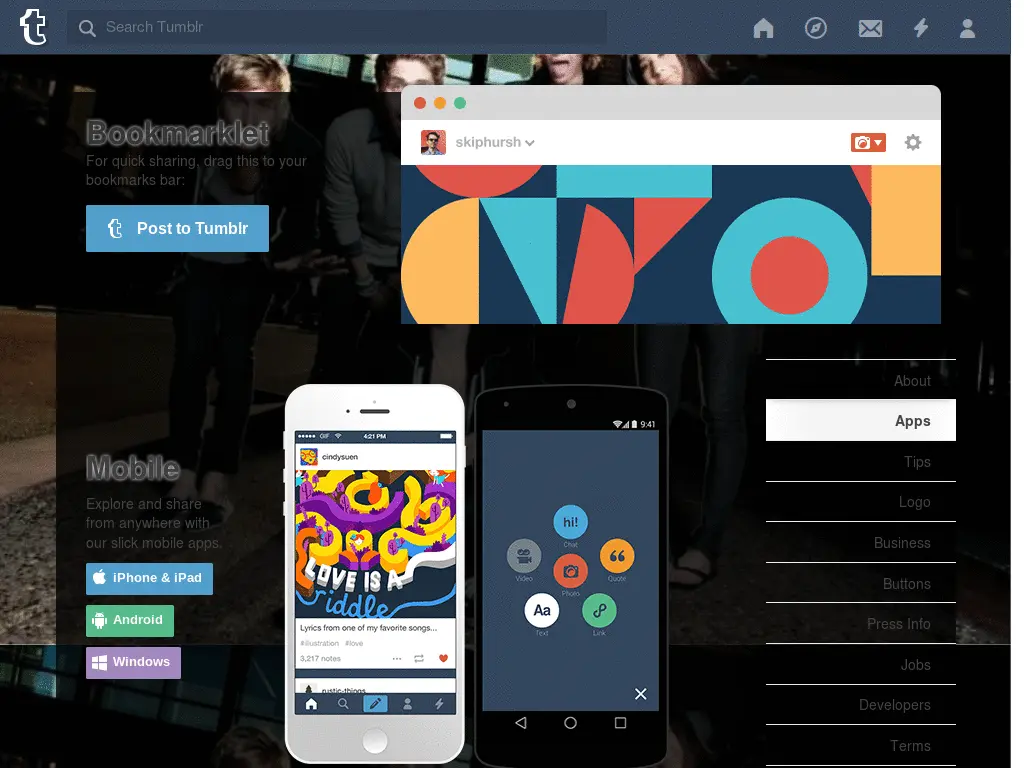 Search Tumblr
Bookmarklet
For quick sharing, drag this to your
bookmarks bar:
Post to Tumblr
skiphursh
Mobile
Explore and share
from anywhere with
our slick mobile apps.
iPhone & iPad
Android
Windows
GIF
4:21 PM
cindysuen
LOVE IS A
riddle
Lyrics from one of my favorite songs...
#illustration #love
3,217 notes
rustic-things
9:41
hi!
Chat
Video
Quote
Photo
Aa
Text
Link
About
Apps
Tips
Logo
Business
Buttons
Press Info
Jobs
Developers
Terms